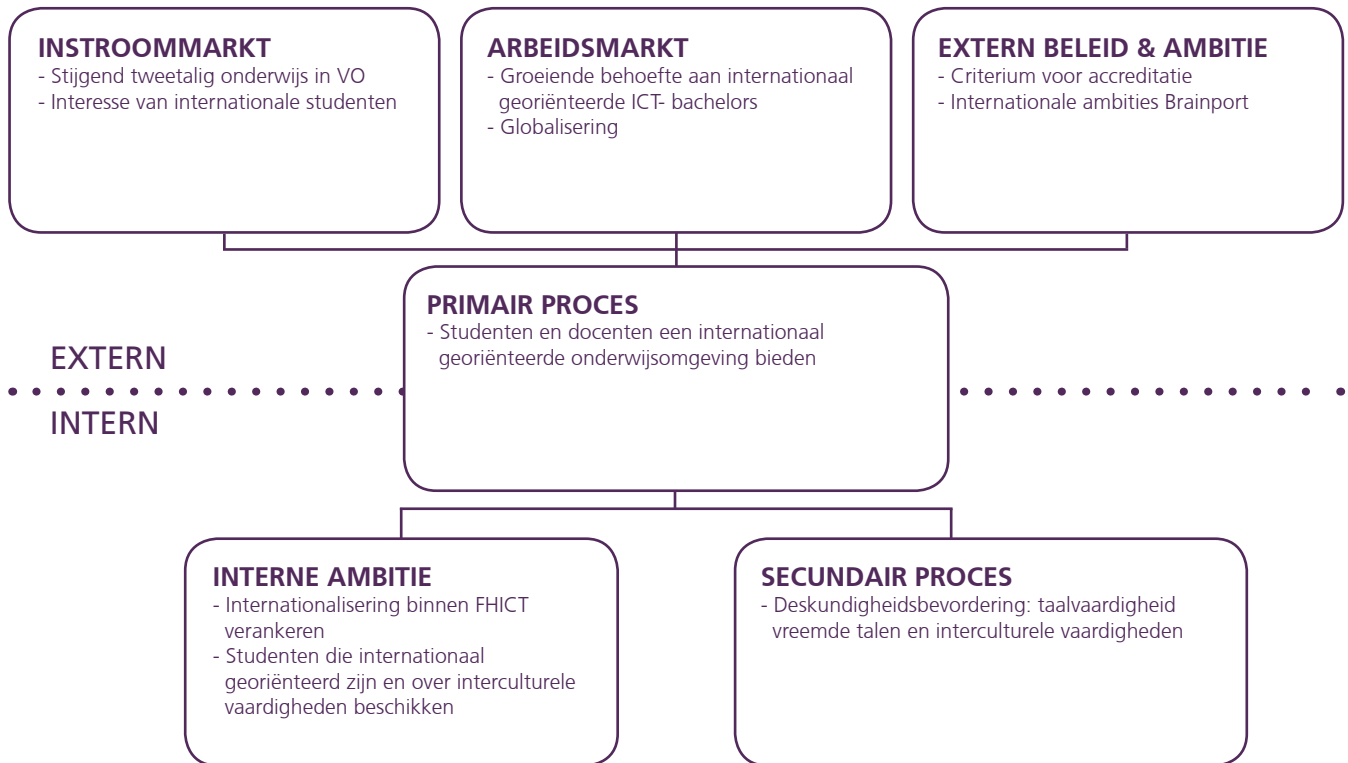 INSTROOMMARKT
- Stijgend tweetalig onderwijs in VO
- Interesse van internationale studenten
ARBEIDSMARKT
- Groeiende behoefte aan internationaal
georiënteerde ICT- bachelors
- Globalisering
EXTERN BELEID & AMBITIE
- Criterium voor accreditatie
- Internationale ambities Brainport
PRIMAIR PROCES
- Studenten en docenten een internationaal
georiënteerde onderwijsomgeving bieden
EXTERN
INTERN
INTERNE AMBITIE
- Internationalisering binnen FHICT
verankeren
- Studenten die internationaal
georiënteerd zijn en over interculturele
vaardigheden beschikken
SECUNDAIR PROCES
- Deskundigheidsbevordering: taalvaardigheid
vreemde talen en interculturele vaardigheden